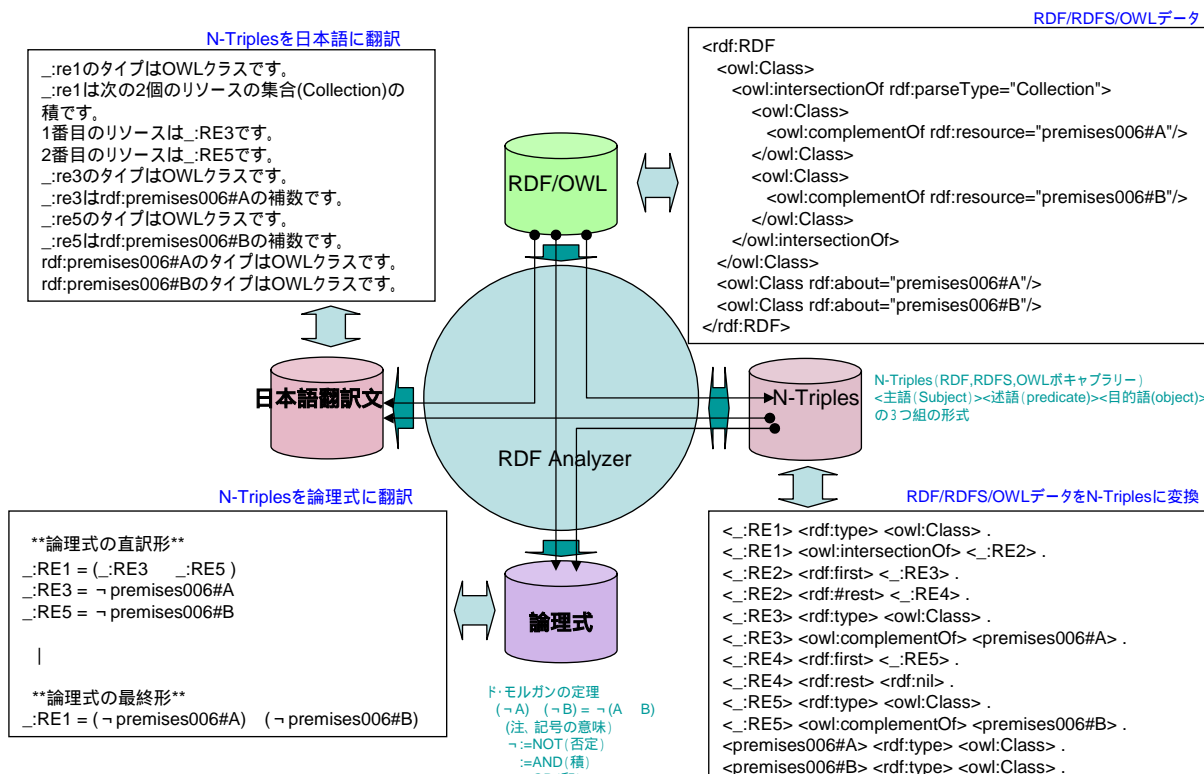 N-Triplesを日本語に翻訳
_:re1のタイプはOWLクラスです。
_:re1は次の2個のリソースの集合(Collection)の
積です。
1番目のリソースは_:RE3です。
2番目のリソースは_:RE5です。
_:re3のタイプはOWLクラスです。
_:re3はrdf:premises006#Aの補数です。
_:re5のタイプはOWLクラスです。
_:re5はrdf:premises006#Bの補数です。
rdf:premises006#AのタイプはOWLクラスです。
rdf:premises006#BのタイプはOWLクラスです。
RDF/RDFS/OWLデータ
<rdf:RDF
<owl:Class>
<owl:intersectionOf rdf:parseType="Collection">
<owl:Class>
<owl:complementOf rdf:resource="premises006#A"/>
</owl:Class>
<owl:Class>
<owl:complementOf rdf:resource="premises006#B"/>
</owl:Class>
</owl:intersectionOf>
</owl:Class>
<owl:Class rdf:about="premises006#A"/>
<owl:Class rdf:about="premises006#B"/>
</rdf:RDF>
RDF/OWL
日本語翻訳文
RDF Analyzer
N-Triples
N-Triples(RDF,RDFS,OWLボキャブラリー)
<主語(Subject)><述語(predicate)><目的語(object)>
の3つ組の形式
N-Triplesを論理式に翻訳
**論理式の直訳形**
_:RE1 = (_:RE3 _:RE5 )
_:RE3 = ¬ premises006#A
_:RE5 = ¬ premises006#B
|
**論理式の最終形**
_:RE1 = ( ¬ premises006#A) ( ¬ premises006#B)
論理式
ド・モルガンの定理
( ¬ A) ( ¬ B) = ¬ (A B)
(注、記号の意味)
¬ :=NOT(否定)
:=AND(積)
RDF/RDFS/OWLデータをN-Triplesに変換
<_:RE1> <rdf:type> <owl:Class> .
<_:RE1> <owl:intersectionOf> <_:RE2> .
<_:RE2> <rdf:first> <_:RE3> .
<_:RE2> <rdf:#rest> <_:RE4> .
<_:RE3> <rdf:type> <owl:Class> .
<_:RE3> <owl:complementOf> <premises006#A> .
<_:RE4> <rdf:first> <_:RE5> .
<_:RE4> <rdf:rest> <rdf:nil> .
<_:RE5> <rdf:type> <owl:Class> .
<_:RE5> <owl:complementOf> <premises006#B> .
<premises006#A> <rdf:type> <owl:Class> .
<premises006#B> <rdf:type> <owl:Class> .